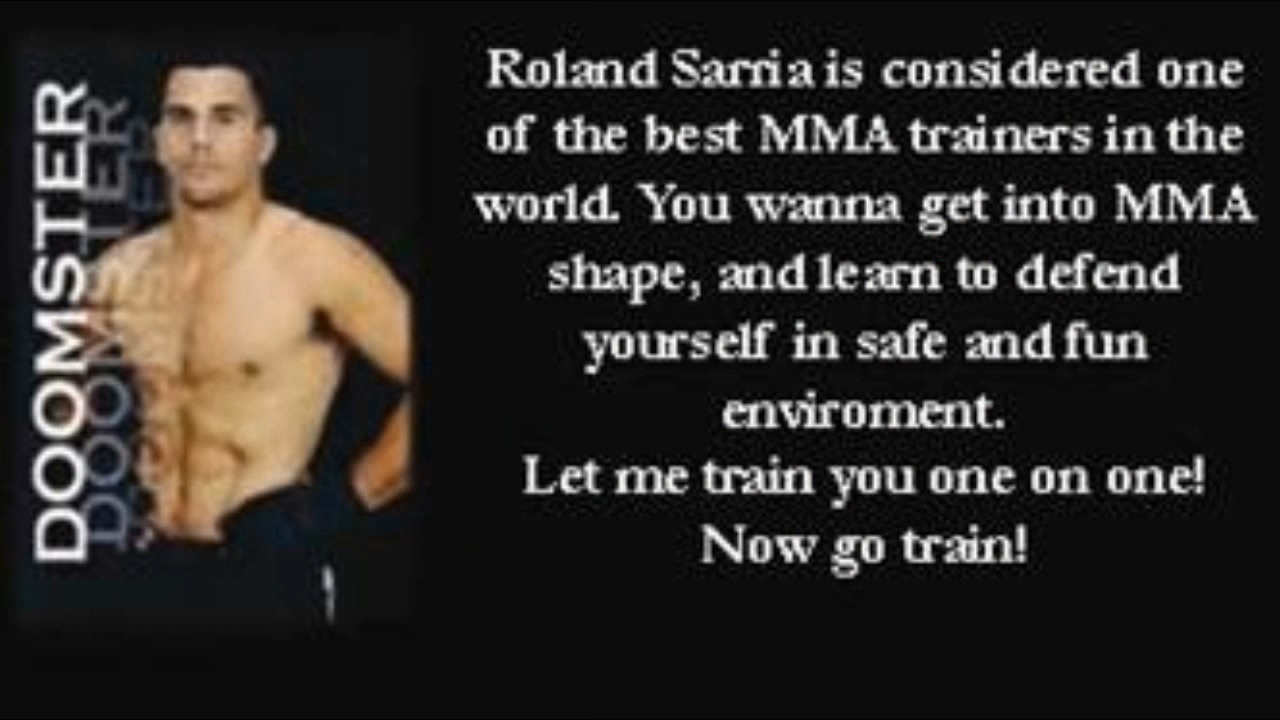 DOOMSTER
DOOMSTER
Roland Sarria is considered one
of the best MMA trainers in the
world. You wanna get into MMA
shape, and learn to defend
yourself in safe and fun
enviroment.
Let me train you one on one!
Now go train!